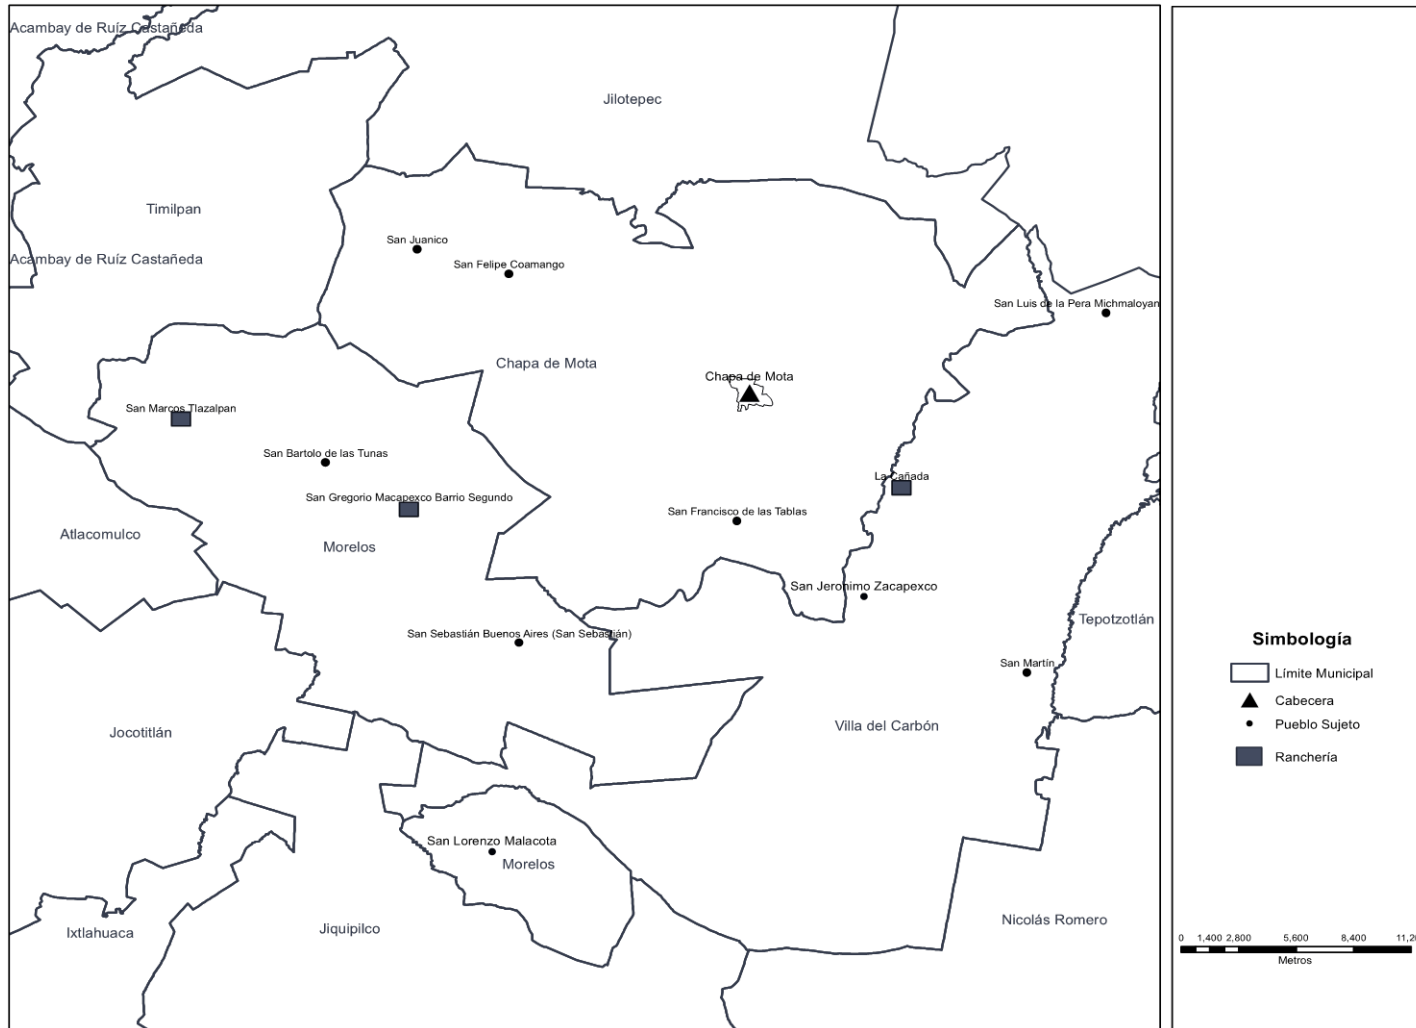 Acambay de Ruíz Castañeda
Jilotepec
Timilpan
San Juanico
Acambay de Ruíz Castañeda
San Felipe Coamango
San Luis de la Pera Michmaloyan
Chapa de Mota
Chapa de Mota
San Marcos Tlazalpan
San Bartolo de las Tunas
La Cañada
San Gregorio Macapexco Barrio Segundo
San Francisco de las Tablas
Atlacomulco
Morelos
San Jeronimo Zacapexco
Tepotzotlán
San Sebastián Buenos Aires (San Sebastián)
San Martín
Jocotitlán
Villa del Carbón
San Lorenzo Malacota
Morelos
Ixtlahuaca
Jiquipilco
Nicolás Romero
Simbología
Límite Municipal
Cabecera
Pueblo Sujeto
Ranchería
0 1,400 2,800 5,600 8,400 11,20
Metros